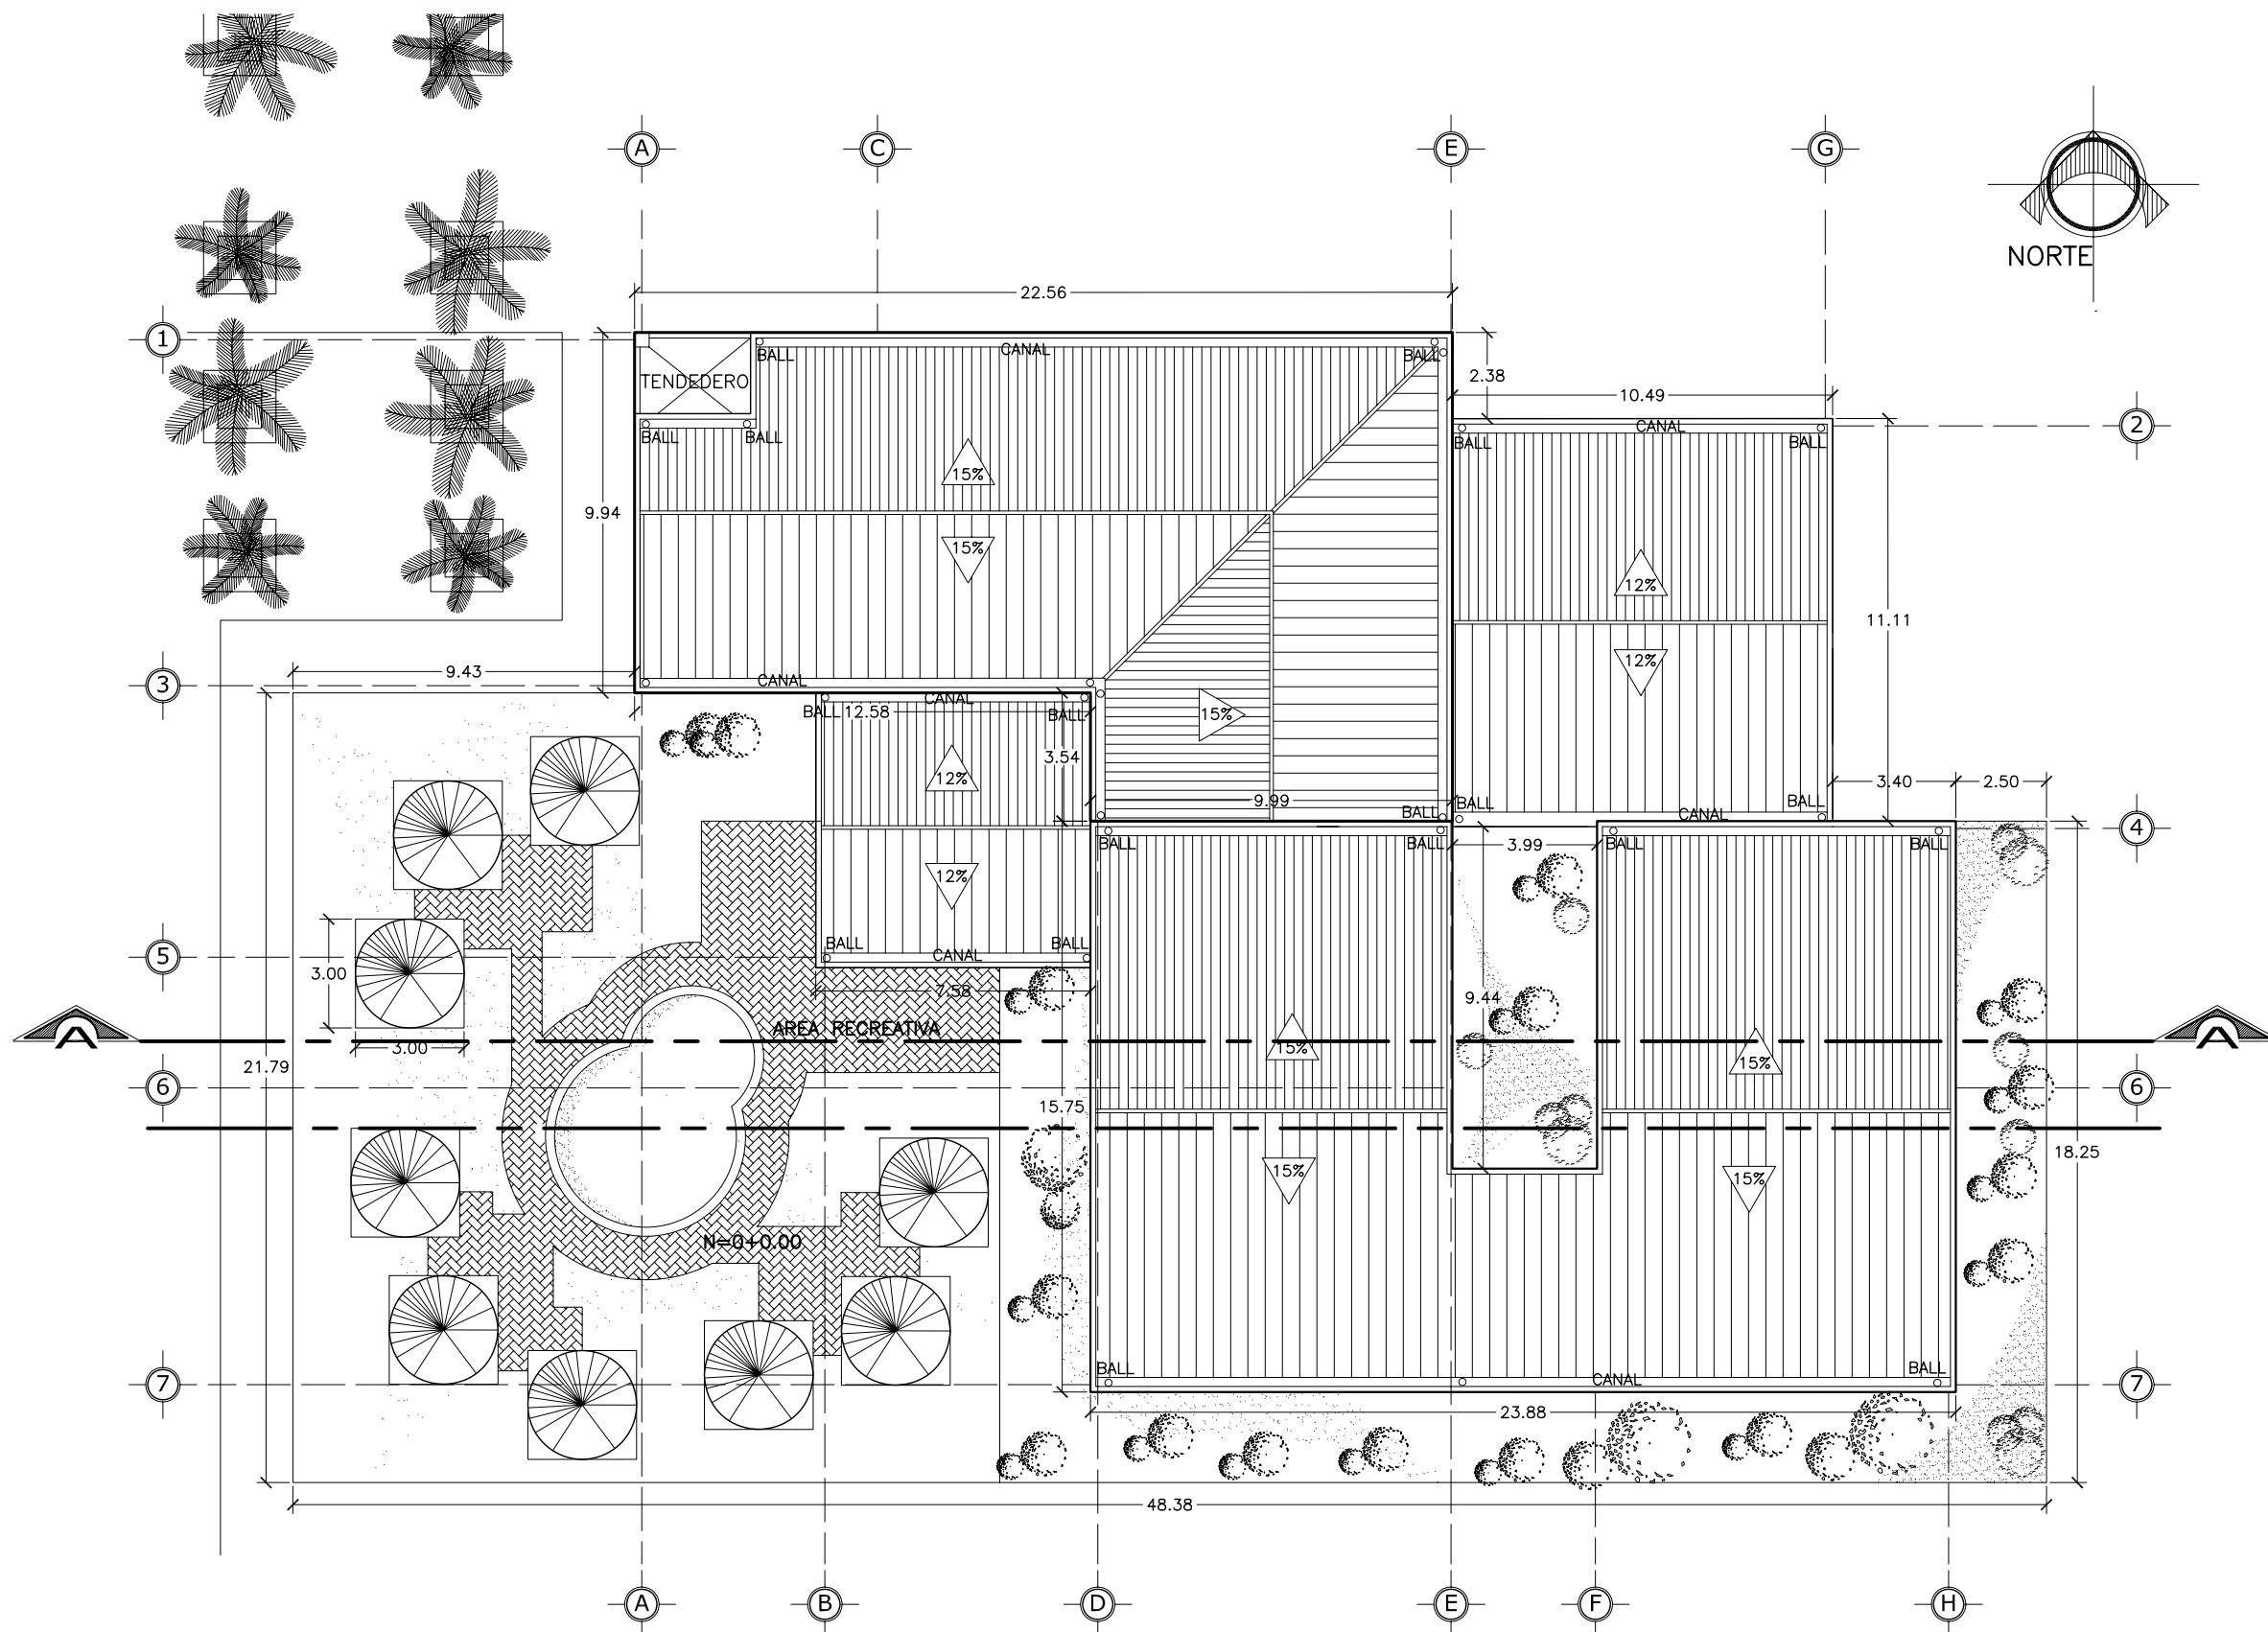 A C E G
NORTE
22.56
1
BALL CANAL BALL
2.38
TENDEDERO
10.49
2
BALL BALL
BALL CANAL BALL
15%
9.94
15%
12%
11.11
12%
9.43
3
CANAL
CANAL
BALL 12.58 BALL
15%
3.54
12%
3.40 2.50
9.99
BALL BALL BALL
CANAL
4
BALL BALL 3.99 BALL BALL
12%
BALL BALL
5
CANAL
3.00
7.58
9.44
AREA RECREATIVA
A A
3.00
15%
15%
21.79
6 6
15.75
18.25
15%
15%
N=0+0.00
BALL BALL
CANAL
7 7
23.88
48.38
A B D E F H